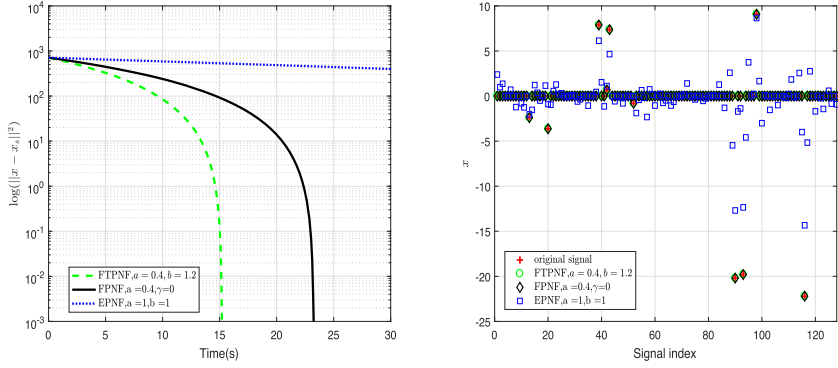 10^4
10^3
10^2
10^1
10^0
10^-1
10^-2
10^-3
log(||x − x_s||^2)
FTPNF,a = 0.4, b = 1.2
FPNF,a =0.4,γ=0
EPNF,a =1,b =1
0 5 10 15 20 25 30
Time(s)
10
5
0
-5
-10
-15
-20
-25
x
original signal
FTPNF,a = 0.4, b = 1.2
FPNF,a =0.4,γ=0
EPNF,a =1,b =1
0 20 40 60 80 100 120
Signal index